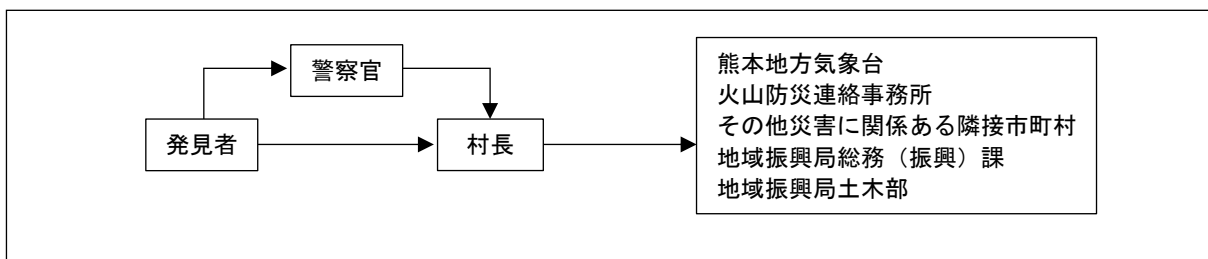 警察官
発見者
村長
熊本地方気象台
火山防災連絡事務所
その他災害に関係ある隣接市町村
地域振興局総務（振興）課
地域振興局土木部